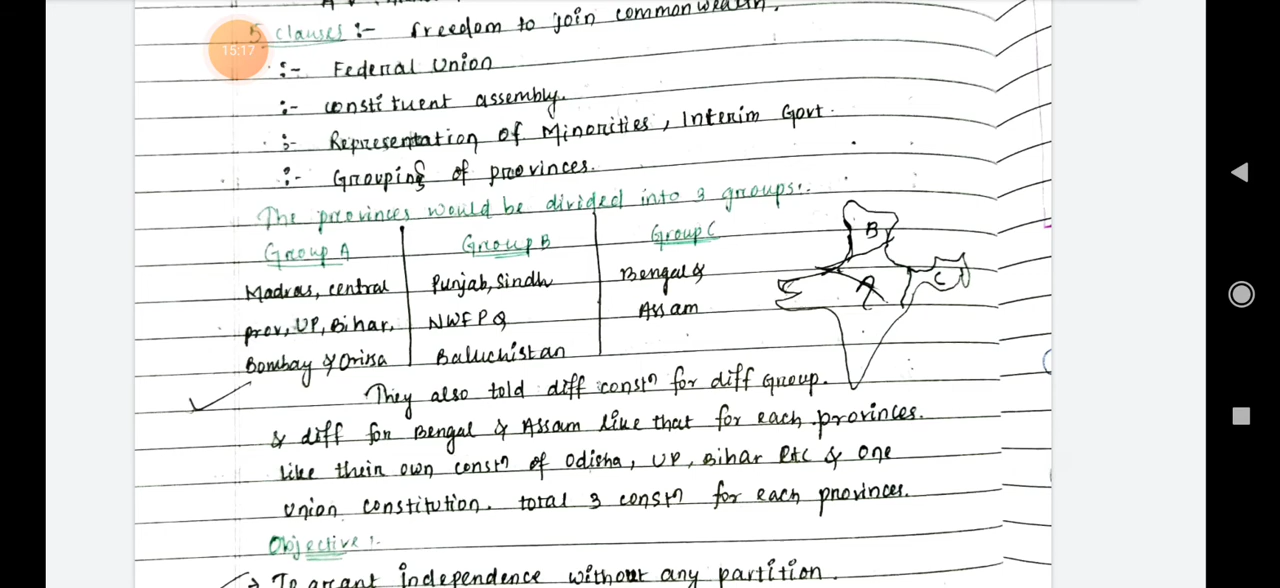 5 clauses :- freedom to join commonwealth.
15:17
:- Federal Union
:- constituent assembly.
:- Representation of Minorities, Interim Govt.
:- Grouping of provinces.
The provinces would be divided into 3 groups:.
Group A Group B Group C
Madras, central Punjab, Sindh Bengal &
prov, UP, Bihar, NWFP & Assam
Bombay & Orissa Baluchistan
B
A
C
They also told diff constn for diff Group.
& diff for Bengal & Assam like that for each provinces.
like their own constn of Odisha, UP, Bihar etc & one
union constitution. total 3 constn for each provinces.
Objective :
→ To grant independence without any partition.